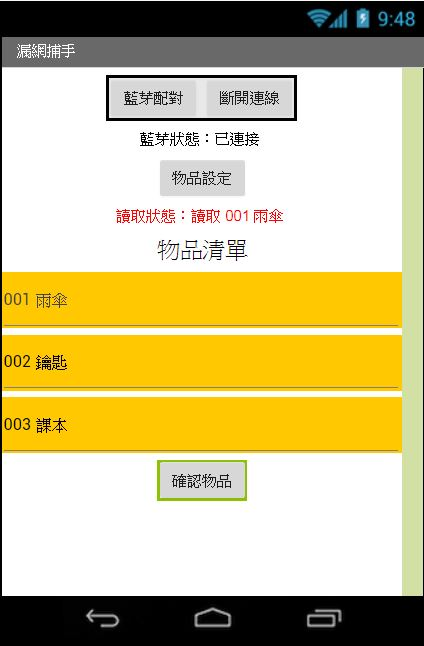 9:48
漏網捕手
藍芽配對 斷開連線
藍芽狀態：已連接
物品設定
讀取狀態：讀取 001 雨傘
物品清單
001 雨傘
002 鑰匙
003 課本
確認物品